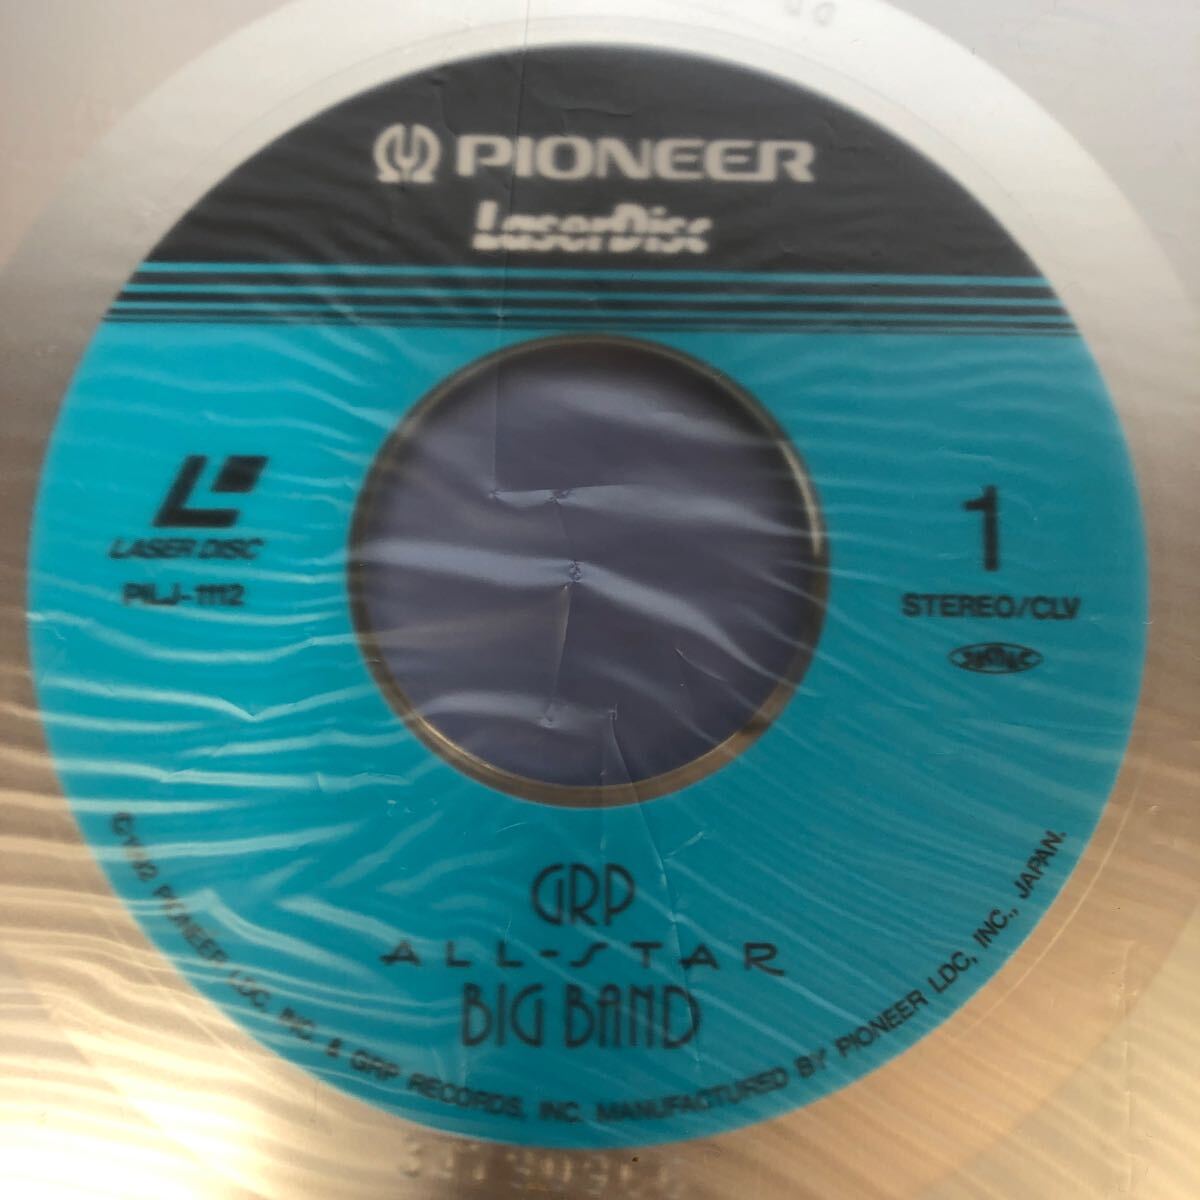 PIONEER
LaserDisc
LASER DISC
PILJ-1112
1
STEREO/CLV
GRP
ALL-STAR
BIG BAND
©1992 PIONEER LDC, INC. & GRP RECORDS, INC. MANUFACTURED BY PIONEER LDC, INC., JAPAN.